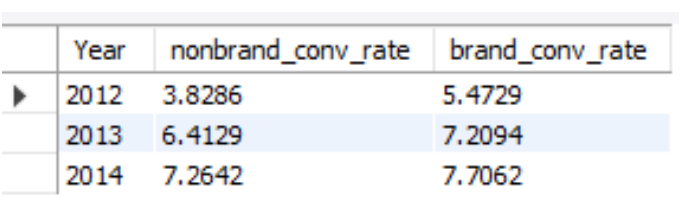 Year nonbrand_conv_rate brand_conv_rate
2012 3.8286 5.4729
2013 6.4129 7.2094
2014 7.2642 7.7062